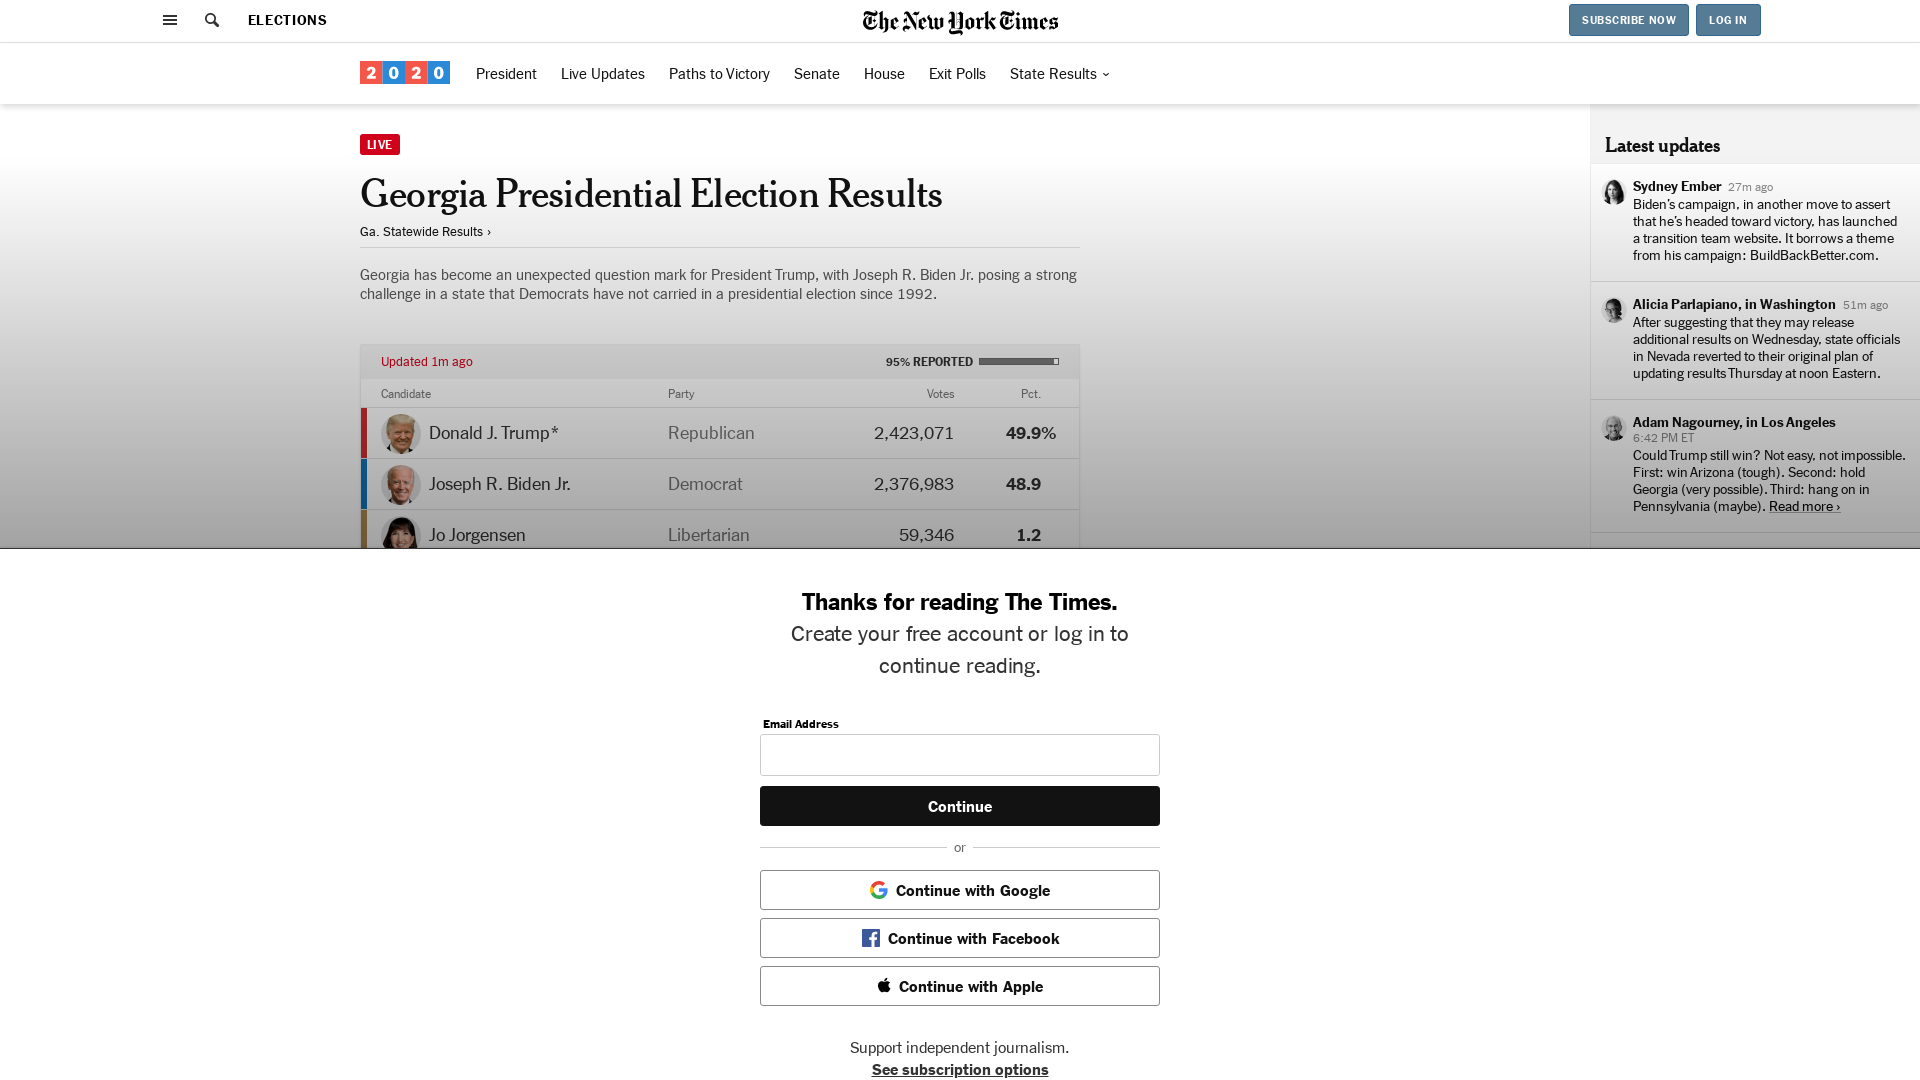 ELECTIONS
The New York Times
SUBSCRIBE NOW
LOG IN
2020
President
Live Updates
Paths to Victory
Senate
House
Exit Polls
State Results
LIVE
Georgia Presidential Election Results
Ga. Statewide Results ›
Georgia has become an unexpected question mark for President Trump, with Joseph R. Biden Jr. posing a strong
challenge in a state that Democrats have not carried in a presidential election since 1992.
Updated 1m ago
95% REPORTED
Candidate Party Votes Pct.
Donald J. Trump* Republican 2,423,071 49.9%
Joseph R. Biden Jr. Democrat 2,376,983 48.9
Jo Jorgensen Libertarian 59,346 1.2
Latest updates
Sydney Ember 27m ago
Biden’s campaign, in another move to assert
that he’s headed toward victory, has launched
a transition team website. It borrows a theme
from his campaign: BuildBackBetter.com.
Alicia Parlapiano, in Washington 51m ago
After suggesting that they may release
additional results on Wednesday, state officials
in Nevada reverted to their original plan of
updating results Thursday at noon Eastern.
Adam Nagourney, in Los Angeles
6:42 PM ET
Could Trump still win? Not easy, not impossible.
First: win Arizona (tough). Second: hold
Georgia (very possible). Third: hang on in
Pennsylvania (maybe). Read more ›
Thanks for reading The Times.
Create your free account or log in to
continue reading.
Email Address
Continue
or
Continue with Google
Continue with Facebook
Continue with Apple
Support independent journalism.
See subscription options